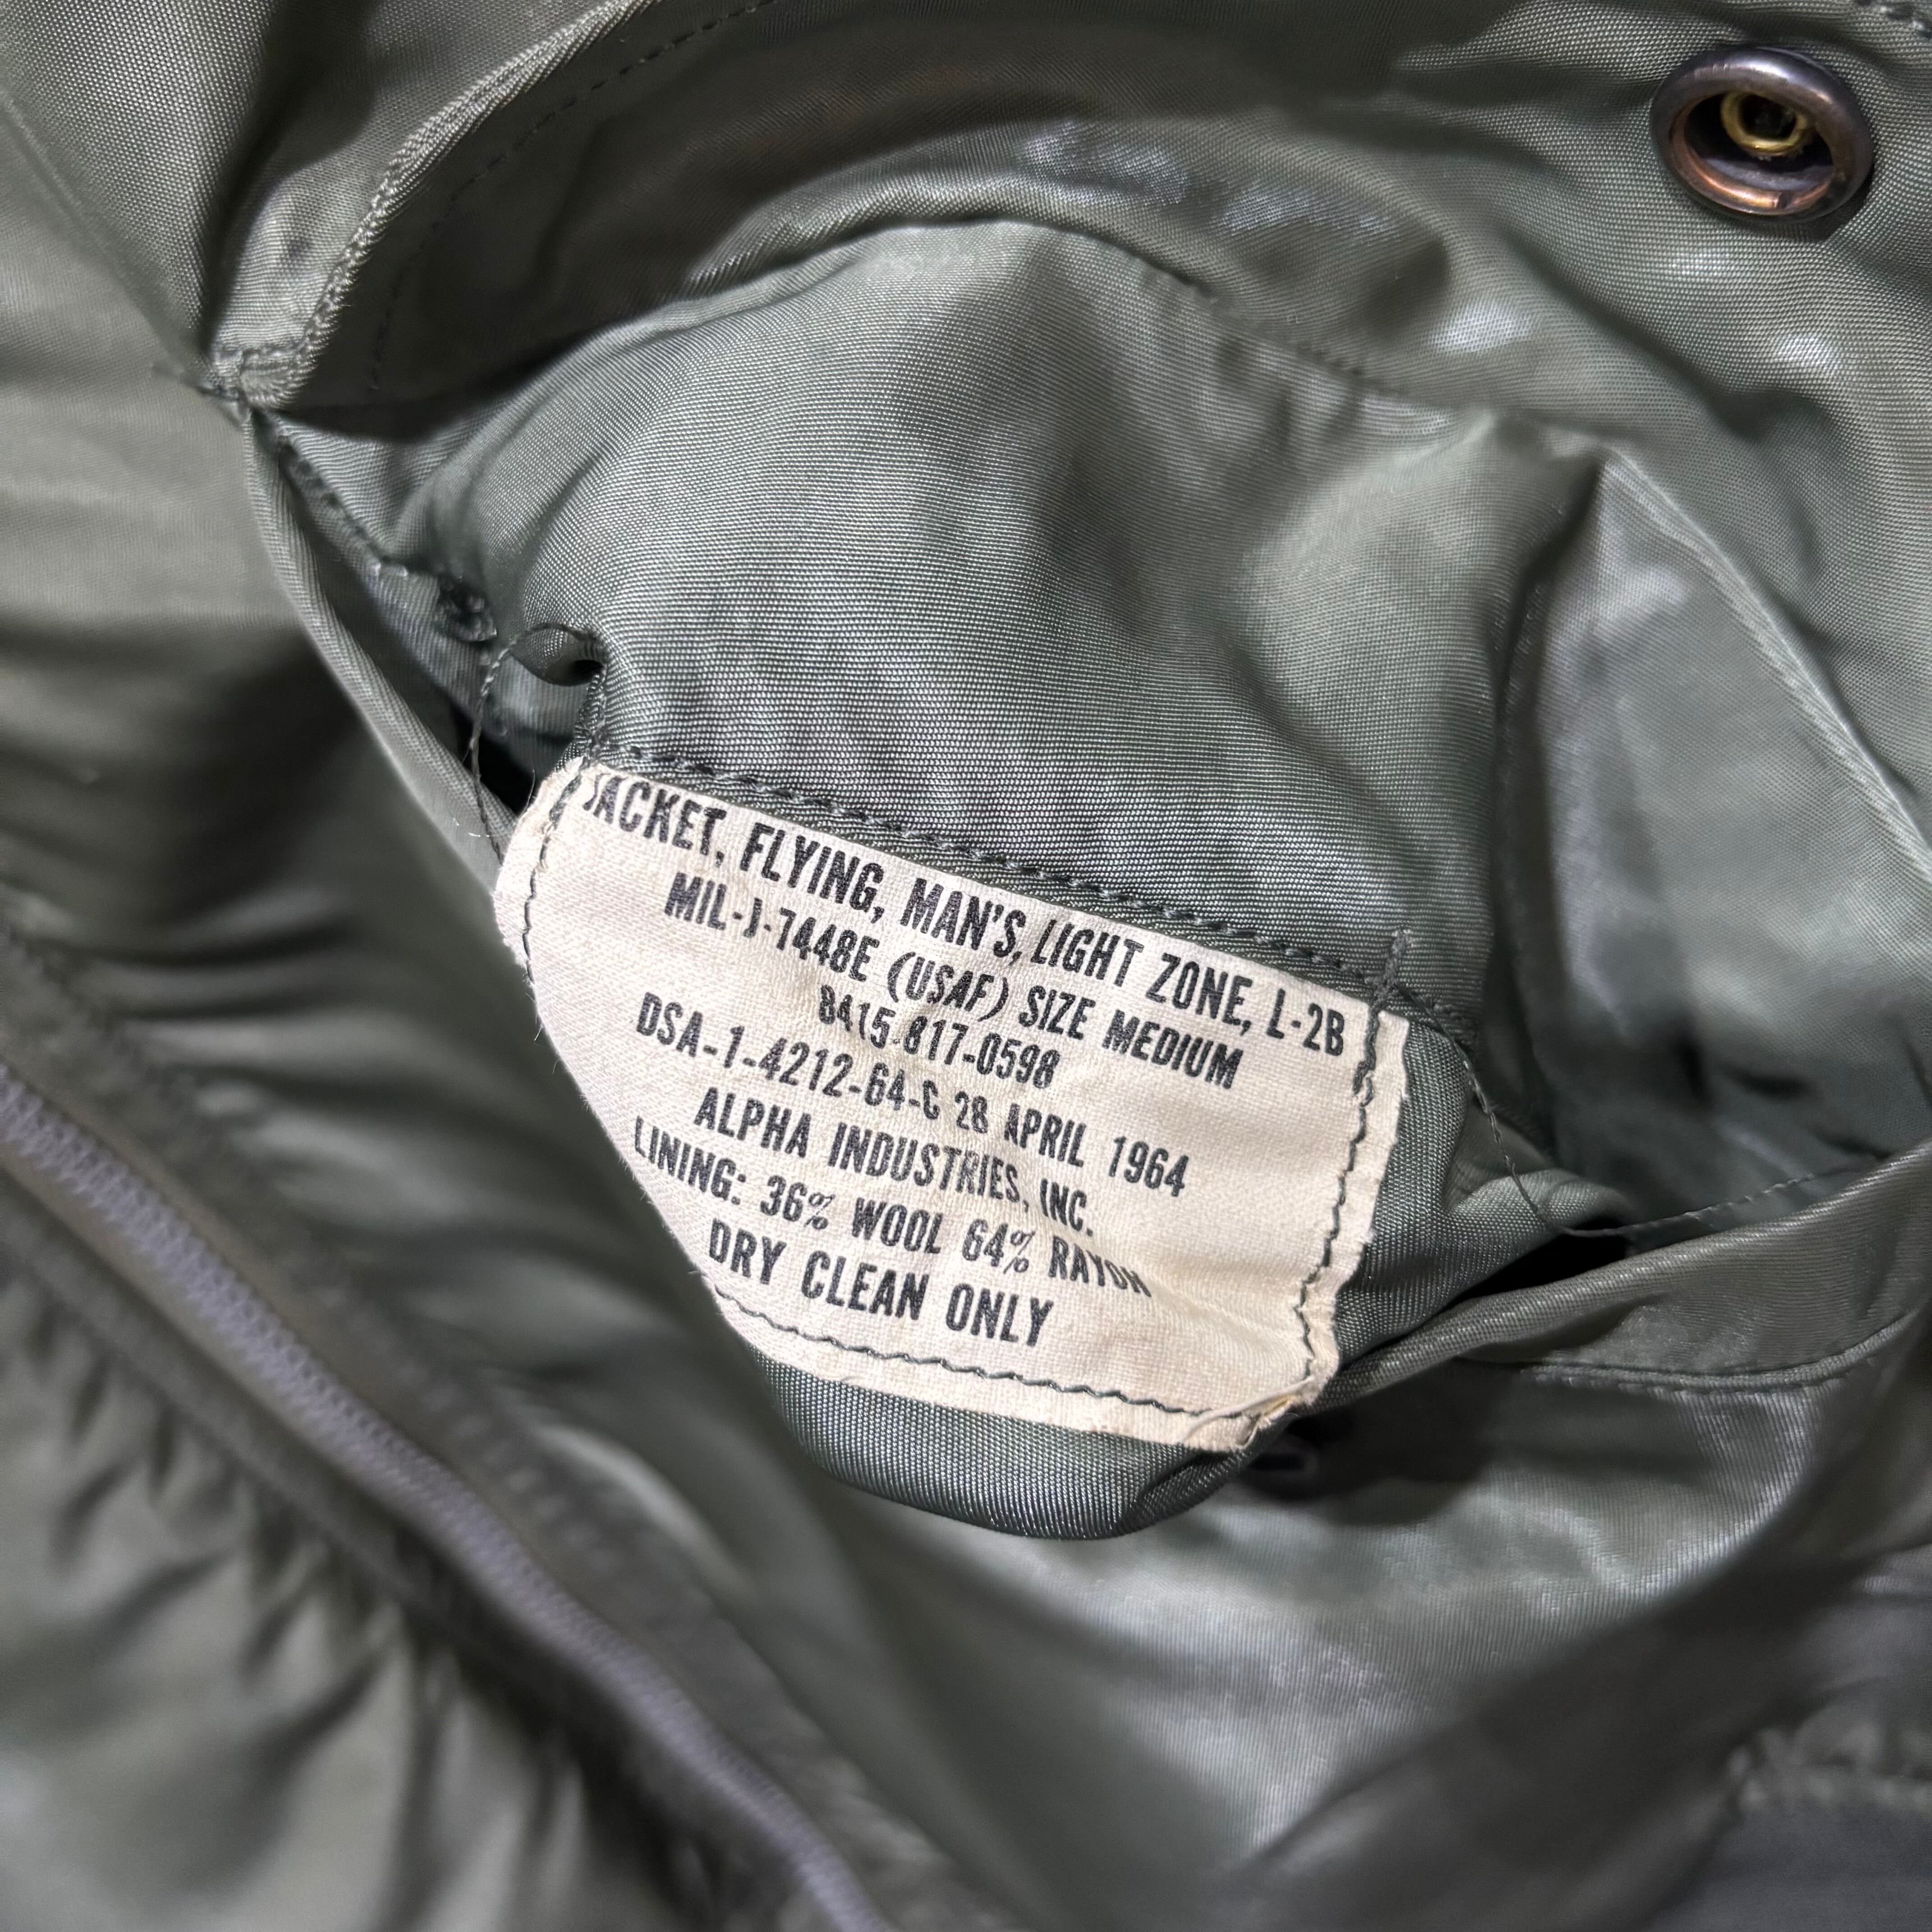 JACKET, FLYING, MAN'S, LIGHT ZONE, L-2B
MIL-J-7448E (USAF) SIZE MEDIUM
8415-817-0598
DSA-1-4212-64-C 28 APRIL 1964
ALPHA INDUSTRIES, INC.
LINING: 36% WOOL 64% RAYON
DRY CLEAN ONLY